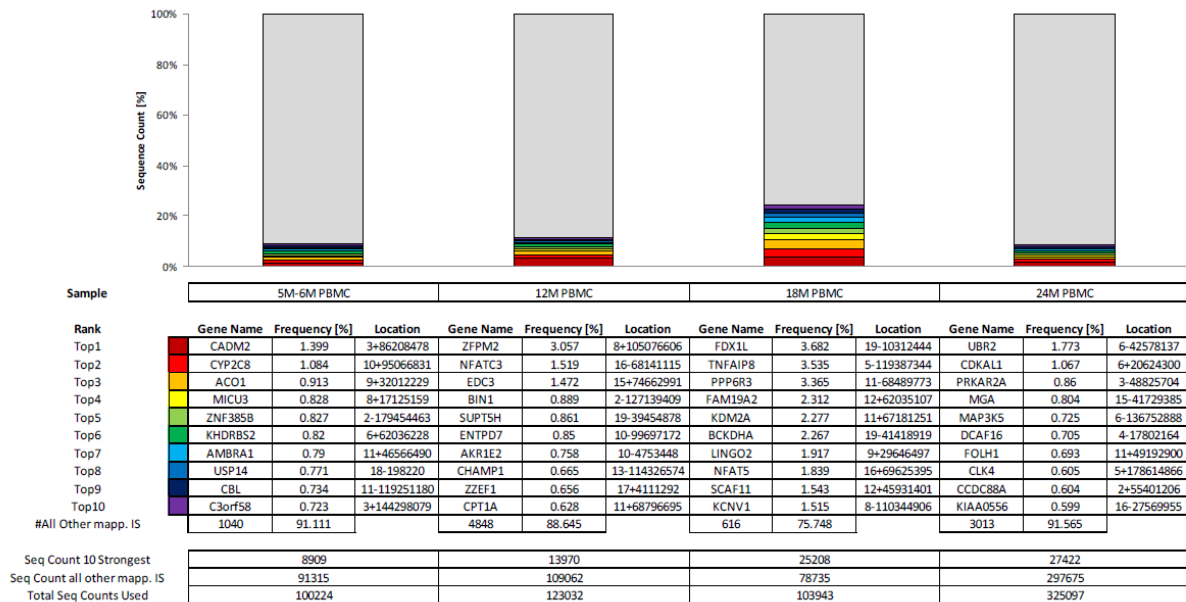 100%
80%
60%
40%
20%
0%
Sequence Count [%]
Sample 5M-6M PBMC 12M PBMC 18M PBMC 24M PBMC
Rank Gene Name Frequency [%] Location Gene Name Frequency [%] Location Gene Name Frequency [%] Location Gene Name Frequency [%] Location
Top1 CADM2 1.399 3+86208478 ZFPM2 3.057 8+105076606 FDX1L 3.682 19-10312444 UBR2 1.773 6-42578137
Top2 CYP2C8 1.084 10+95066831 NFATC3 1.519 16-68141115 TNFAIP8 3.535 5-119387344 CDKAL1 1.067 6+20624300
Top3 ACO1 0.913 9+32012229 EDC3 1.472 15+74662991 PPP6R3 3.365 11-68489773 PRKAR2A 0.86 3-48825704
Top4 MICU3 0.828 8+17125159 BIN1 0.889 2-127139409 FAM19A2 2.312 12+62035107 MGA 0.804 15-41729385
Top5 ZNF385B 0.827 2-179454463 SUPT5H 0.861 19-39454878 KDM2A 2.277 11+67181251 MAP3K5 0.725 6-136752888
Top6 KHDRBS2 0.82 6+62036228 ENTPD7 0.85 10-99697172 BCKDHA 2.267 19-41418919 DCAF16 0.705 4-17802164
Top7 AMBRA1 0.79 11+46566490 AKR1E2 0.758 10-4753448 LINGO2 1.917 9+29646497 FOLH1 0.693 11+49192900
Top8 USP14 0.771 18-198220 CHAMP1 0.665 13-114326574 NFAT5 1.839 16+69625395 CLK4 0.605 5+178614866
Top9 CBL 0.734 11-119251180 ZZEF1 0.656 17+4111292 SCAF11 1.543 12+45931401 CCDC88A 0.604 2+55401206
Top10 C3orf58 0.723 3+144298079 CPT1A 0.628 11+68796695 KCNV1 1.515 8-110344906 KIAA0556 0.599 16-27569955
#All Other mapp. IS 1040 91.111 4848 88.645 616 75.748 3013 91.565
Seq Count 10 Strongest 8909 13970 25208 27422
Seq Count all other mapp. IS 91315 109062 78735 297675
Total Seq Counts Used 100224 123032 103943 325097